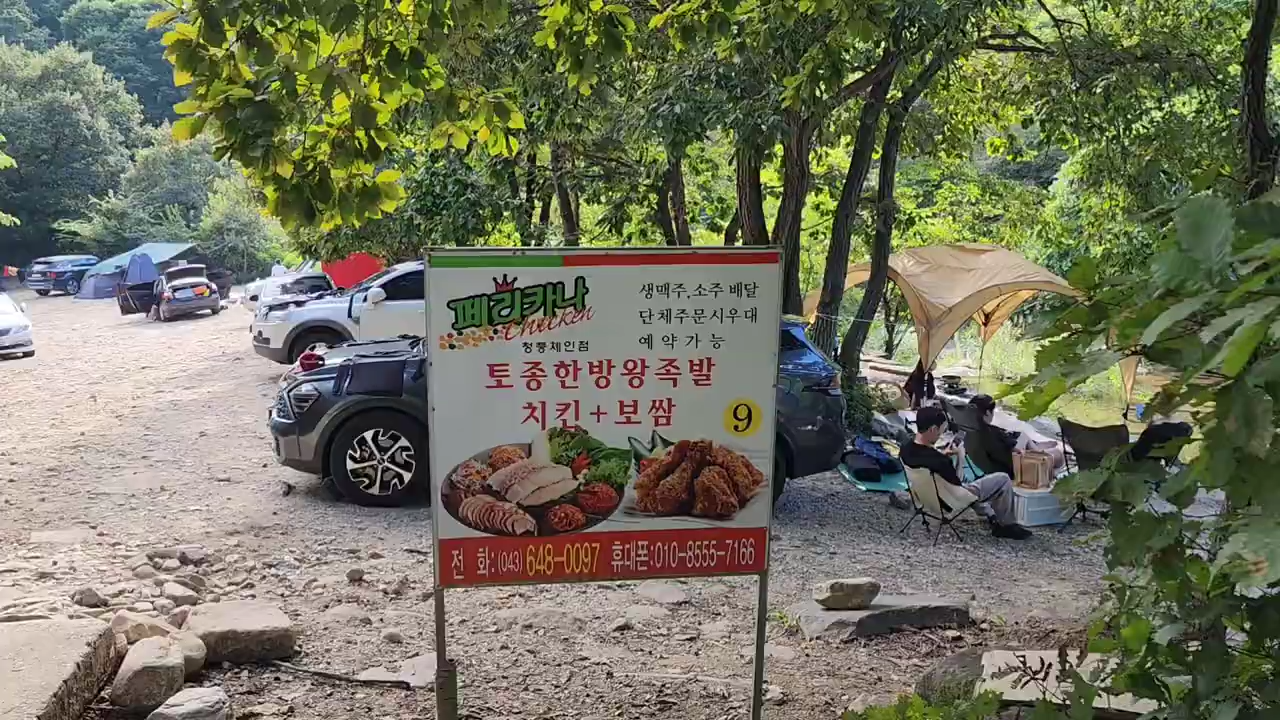 페리카나
Chicken
청풍체인점
생맥주,소주 배달
단체주문시우대
예약가능
토종한방왕족발
치킨+보쌈
9
전 화:(043) 648-0097 휴대폰:010-8555-7166